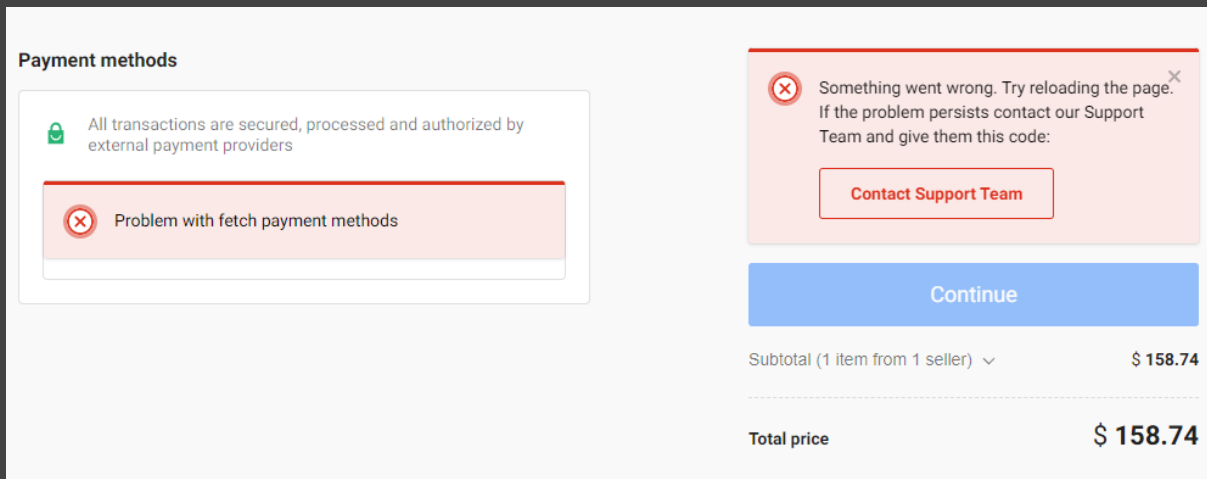 Payment methods
All transactions are secured, processed and authorized by
external payment providers
Problem with fetch payment methods
Something went wrong. Try reloading the page.
If the problem persists contact our Support
Team and give them this code:
Contact Support Team
Continue
Subtotal (1 item from 1 seller) $ 158.74
Total price $ 158.74